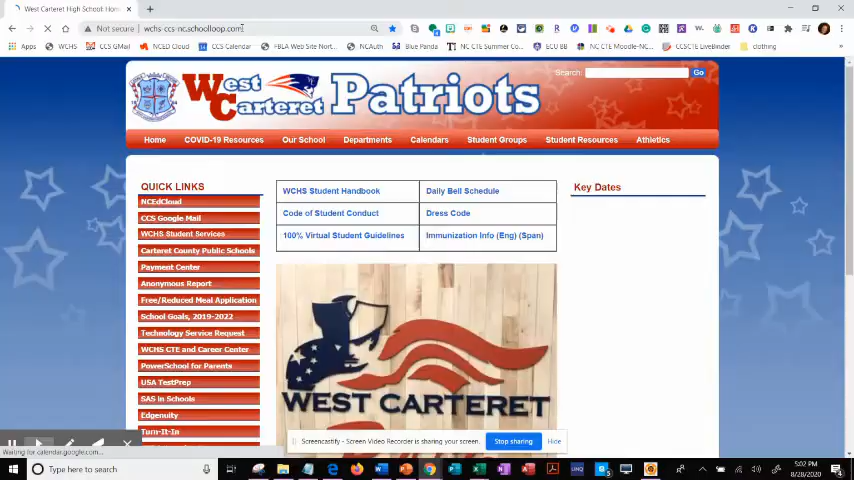 West Carteret High School: Hom
Not secure | wchs-ccs-nc.schoolloop.com
Apps WCHS CCS GMail NCED Cloud CCS Calendar FBLA Web Site Nort... NCAuth Blue Panda NC CTE Summer Co... ECU BB NC CTE Moodle-NC... CCSCTE LiveBinder clothing
West Carteret Patriots
Search: Go
Home COVID-19 Resources Our School Departments Calendars Student Groups Student Resources Athletics
QUICK LINKS
NCEdCloud
CCS Google Mail
WCHS Student Services
Carteret County Public Schools
Payment Center
Anonymous Report
Free/Reduced Meal Application
School Goals, 2019-2022
Technology Service Request
WCHS CTE and Career Center
PowerSchool for Parents
USA TestPrep
SAS in Schools
Edgenuity
Turn-It-In
WCHS Student Handbook Daily Bell Schedule
Code of Student Conduct Dress Code
100% Virtual Student Guidelines Immunization Info (Eng) (Span)
WEST CARTERET
Key Dates
Screencastify - Screen Video Recorder is sharing your screen. Stop sharing Hide
Waiting for calendar.google.com...
Type here to search
5:02 PM
8/28/2020